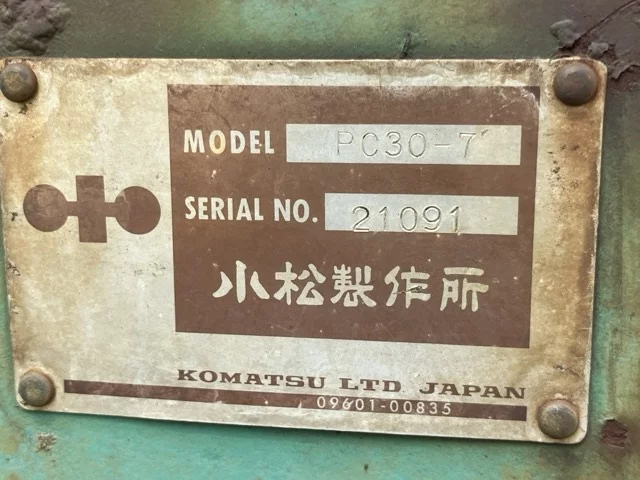 MODEL PC30-7
SERIAL NO. 21091
小松製作所
KOMATSU LTD. JAPAN
09601-00835